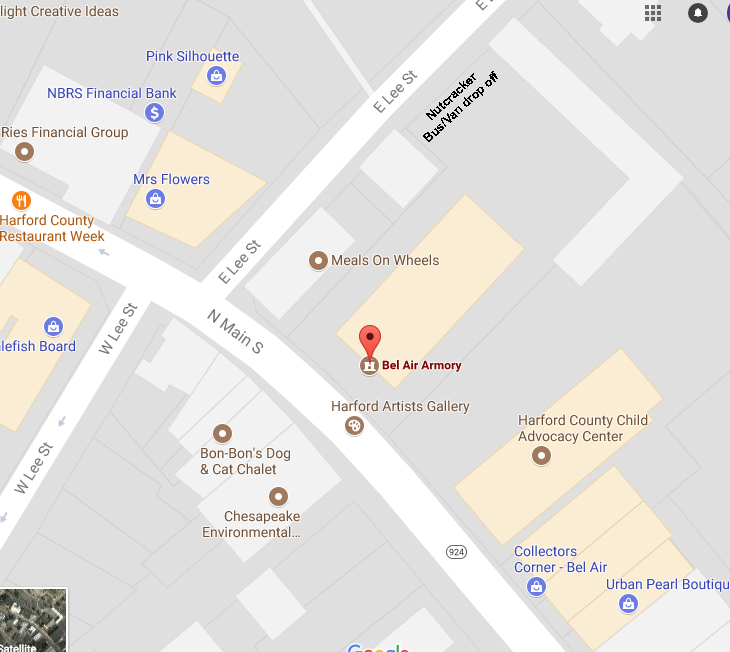 light Creative Ideas
E
Pink Silhouette
E Lee St
NBRS Financial Bank
$
Nutcracker
Bus/Van drop off
Ries Financial Group
Mrs Flowers
Harford County
Restaurant Week
E Lee St
Meals On Wheels
N Main S
W Lee St
lefish Board
Bel Air Armory
Harford Artists Gallery
Harford County Child
Advocacy Center
Bon-Bon's Dog
& Cat Chalet
W Lee St
Chesapeake
Environmental...
924
Collectors
Corner - Bel Air
Urban Pearl Boutiqu
Satellite
Google